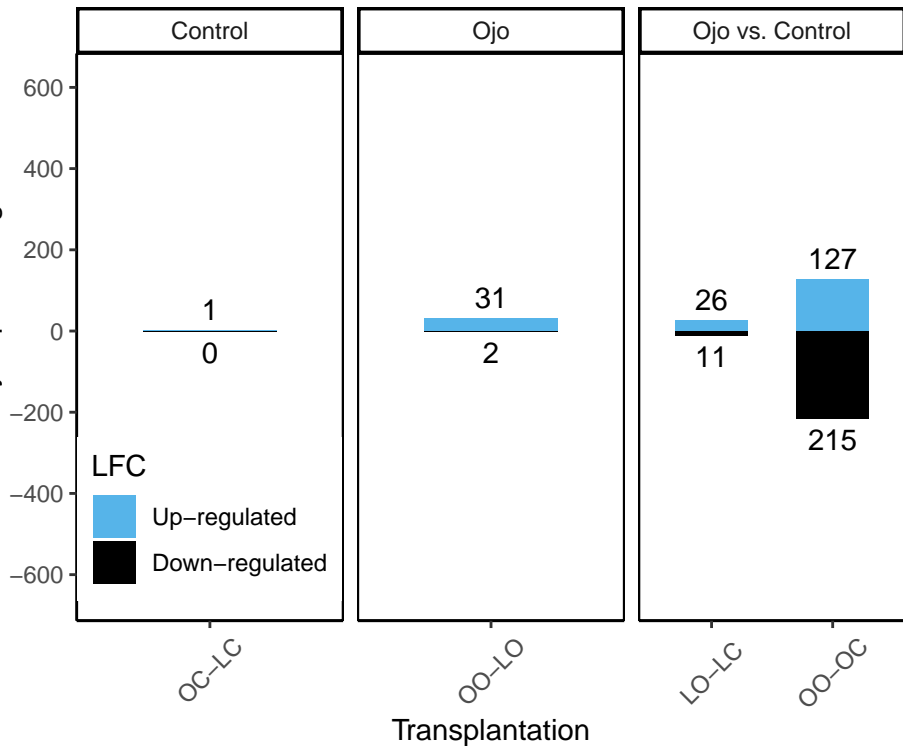 Control
Ojo
Ojo vs. Control
600
400
200
0
−200
−400
−600
1
0
31
2
26
11
127
215
LFC
Up−regulated
Down−regulated
OC−LC
OO−LO
LO−LC
OO−OC
Transplantation